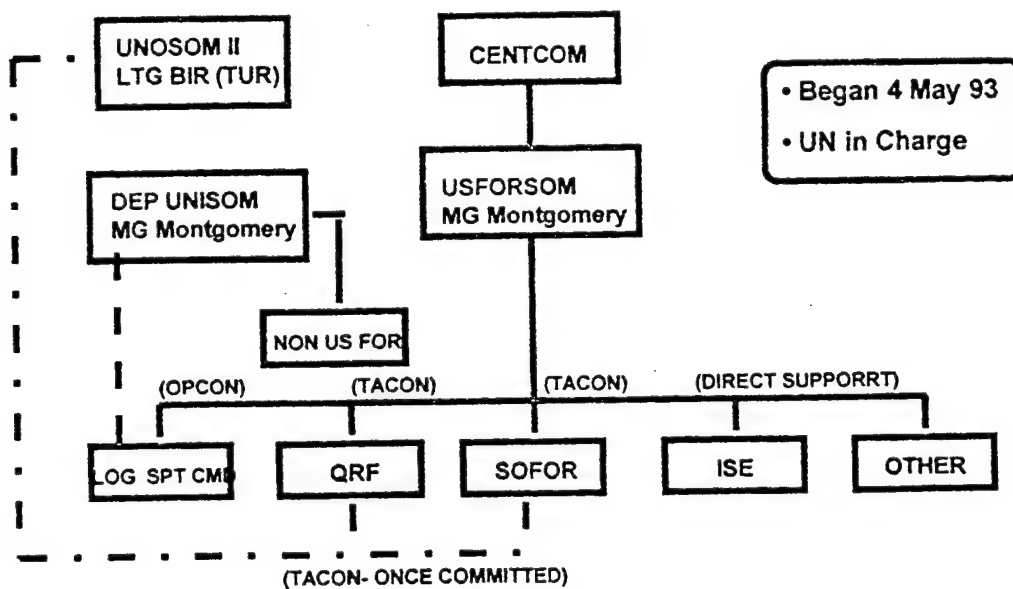 UNOSOM II
LTG BIR (TUR)
CENTCOM
• Began 4 May 93
• UN in Charge
DEP UNISOM
MG Montgomery
USFORSOM
MG Montgomery
NON US FOR
(OPCON)
(TACON)
(TACON)
(DIRECT SUPPORRT)
LOG SPT CMD
QRF
SOFOR
ISE
OTHER
(TACON- ONCE COMMITTED)